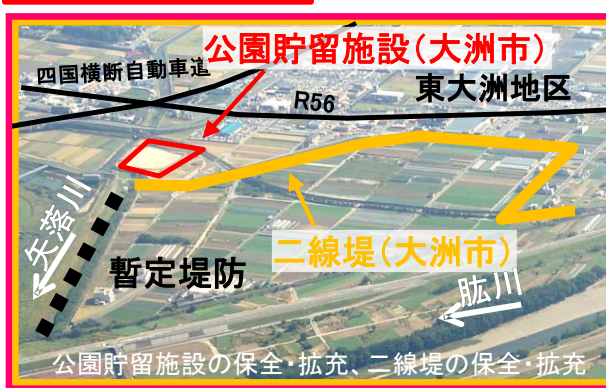 公園貯留施設(大洲市)
四国横断自動車道
R56
東大洲地区
矢落川
二線堤(大洲市)
暫定堤防
肱川
公園貯留施設の保全・拡充、二線堤の保全・拡充